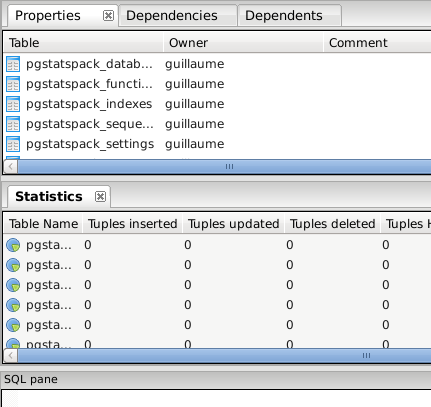 Properties Dependencies Dependents
Table Owner Comment
pgstatspack_datab... guillaume
pgstatspack_functi... guillaume
pgstatspack_indexes guillaume
pgstatspack_seque... guillaume
pgstatspack_settings guillaume
Statistics
Table Name Tuples inserted Tuples updated Tuples deleted Tuples H
pgsta... 0 0 0 0
pgsta... 0 0 0 0
pgsta... 0 0 0 0
pgsta... 0 0 0 0
pgsta... 0 0 0 0
pgsta... 0 0 0 0
SQL pane